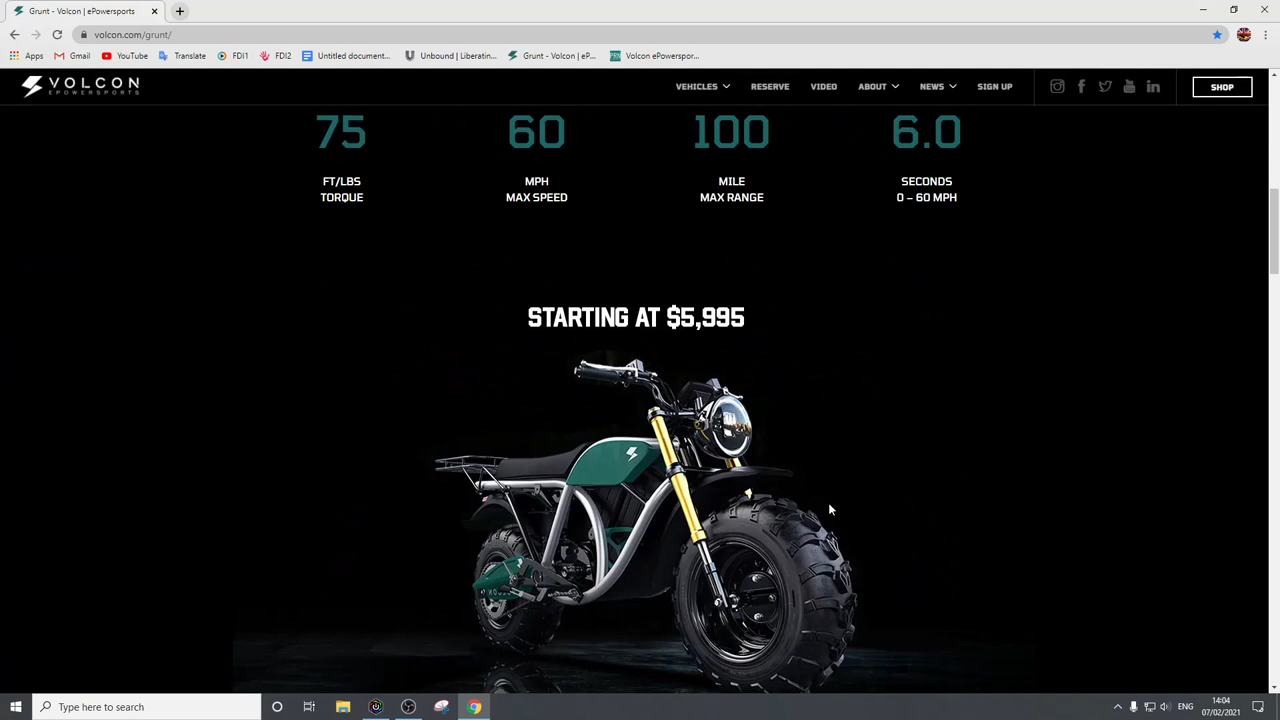 Grunt - Volcon | ePowersports
volcon.com/grunt/
Apps
Gmail
YouTube
Translate
FDI1
FDI2
Untitled document...
Unbound | Liberatin...
Grunt - Volcon | eP...
Volcon ePowerspor...
VOLCON
EPOWERSPORTS
VEHICLES
RESERVE
VIDEO
ABOUT
NEWS
SIGN UP
SHOP
75
60
100
6.0
FT/LBS
TORQUE
MPH
MAX SPEED
MILE
MAX RANGE
SECONDS
0 – 60 MPH
STARTING AT $5,995
Type here to search
ENG
14:04
07/02/2021